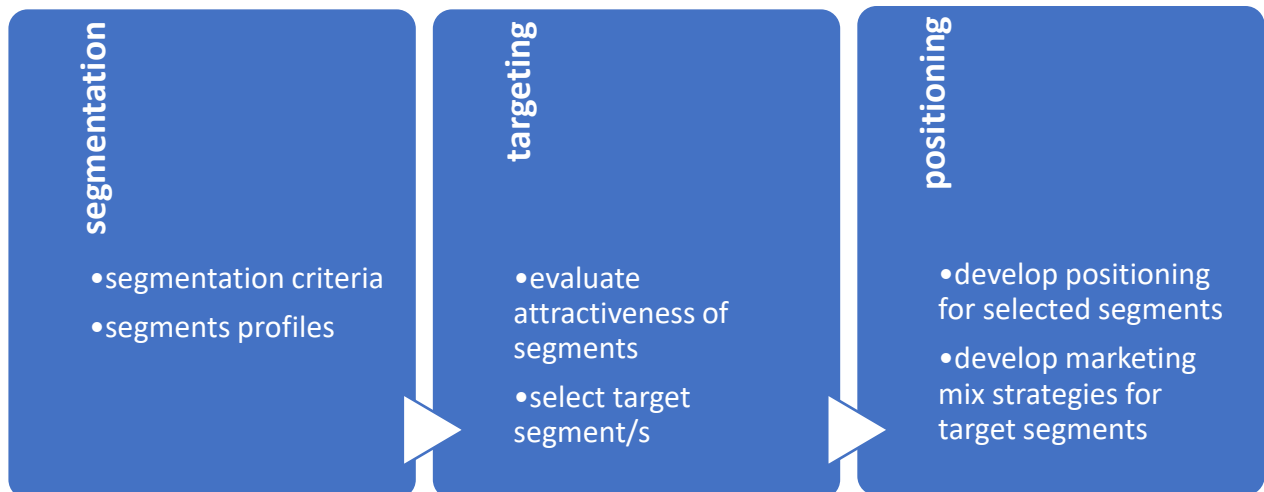 segmentation
•segmentation criteria
•segments profiles
targeting
•evaluate
attractiveness of
segments
•select target
segment/s
positioning
•develop positioning
for selected segments
•develop marketing
mix strategies for
target segments